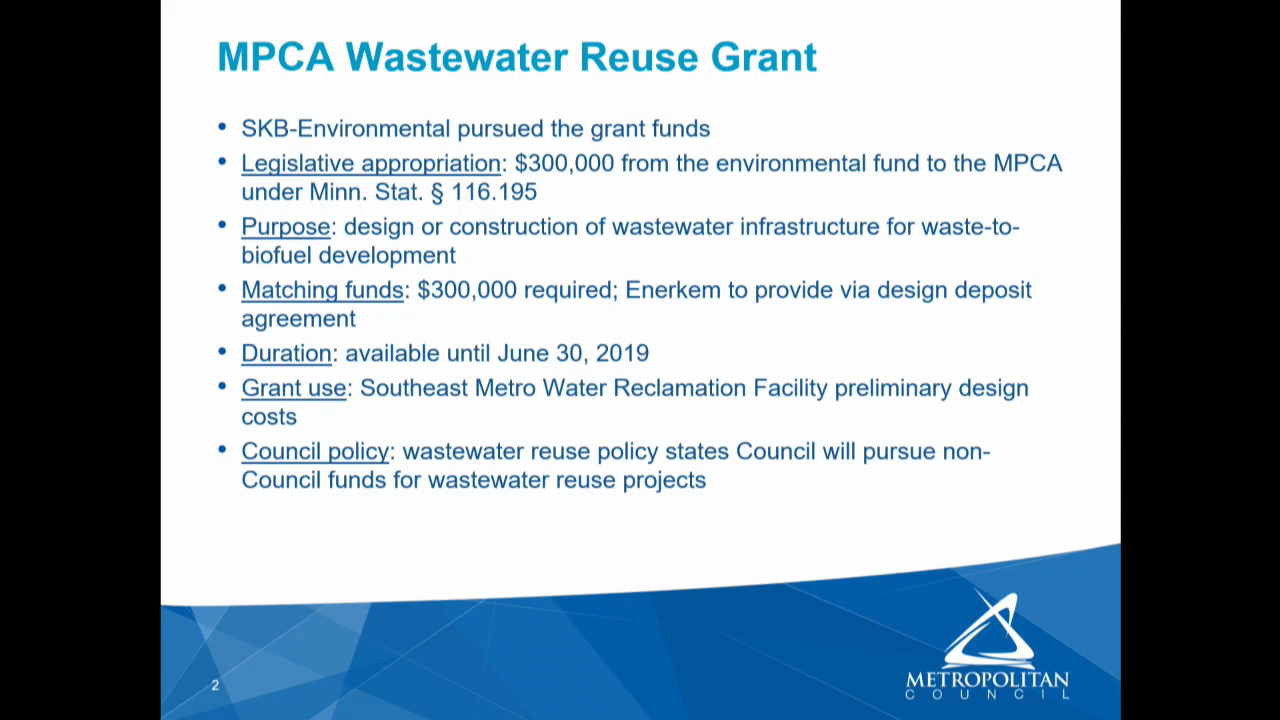 MPCA Wastewater Reuse Grant
• SKB-Environmental pursued the grant funds
• Legislative appropriation: $300,000 from the environmental fund to the MPCA
under Minn. Stat. § 116.195
• Purpose: design or construction of wastewater infrastructure for waste-to-
biofuel development
• Matching funds: $300,000 required; Enerkem to provide via design deposit
agreement
• Duration: available until June 30, 2019
• Grant use: Southeast Metro Water Reclamation Facility preliminary design
costs
• Council policy: wastewater reuse policy states Council will pursue non-
Council funds for wastewater reuse projects
2
METROPOLITAN
COUNCIL